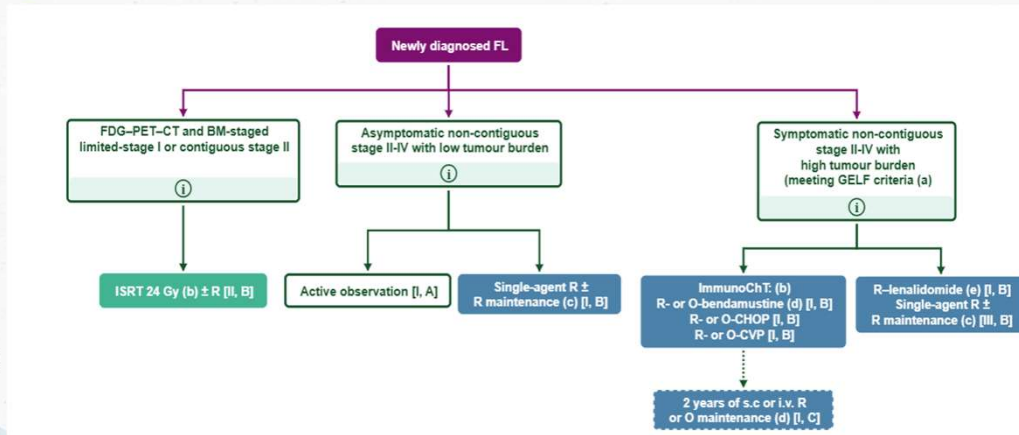 Newly diagnosed FL
FDG–PET–CT and BM-staged
limited-stage I or contiguous stage II
i
Asymptomatic non-contiguous
stage II-IV with low tumour burden
i
Symptomatic non-contiguous
stage II-IV with
high tumour burden
(meeting GELF criteria (a)
i
ISRT 24 Gy (b) ± R [II, B]
Active observation [I, A]
Single-agent R ±
R maintenance (c) [I, B]
ImmunoChT: (b)
R- or O-bendamustine (d) [I, B]
R- or O-CHOP [I, B]
R- or O-CVP [I, B]
R–lenalidomide (e) [I, B]
Single-agent R ±
R maintenance (c) [III, B]
2 years of s.c or i.v. R
or O maintenance (d) [I, C]